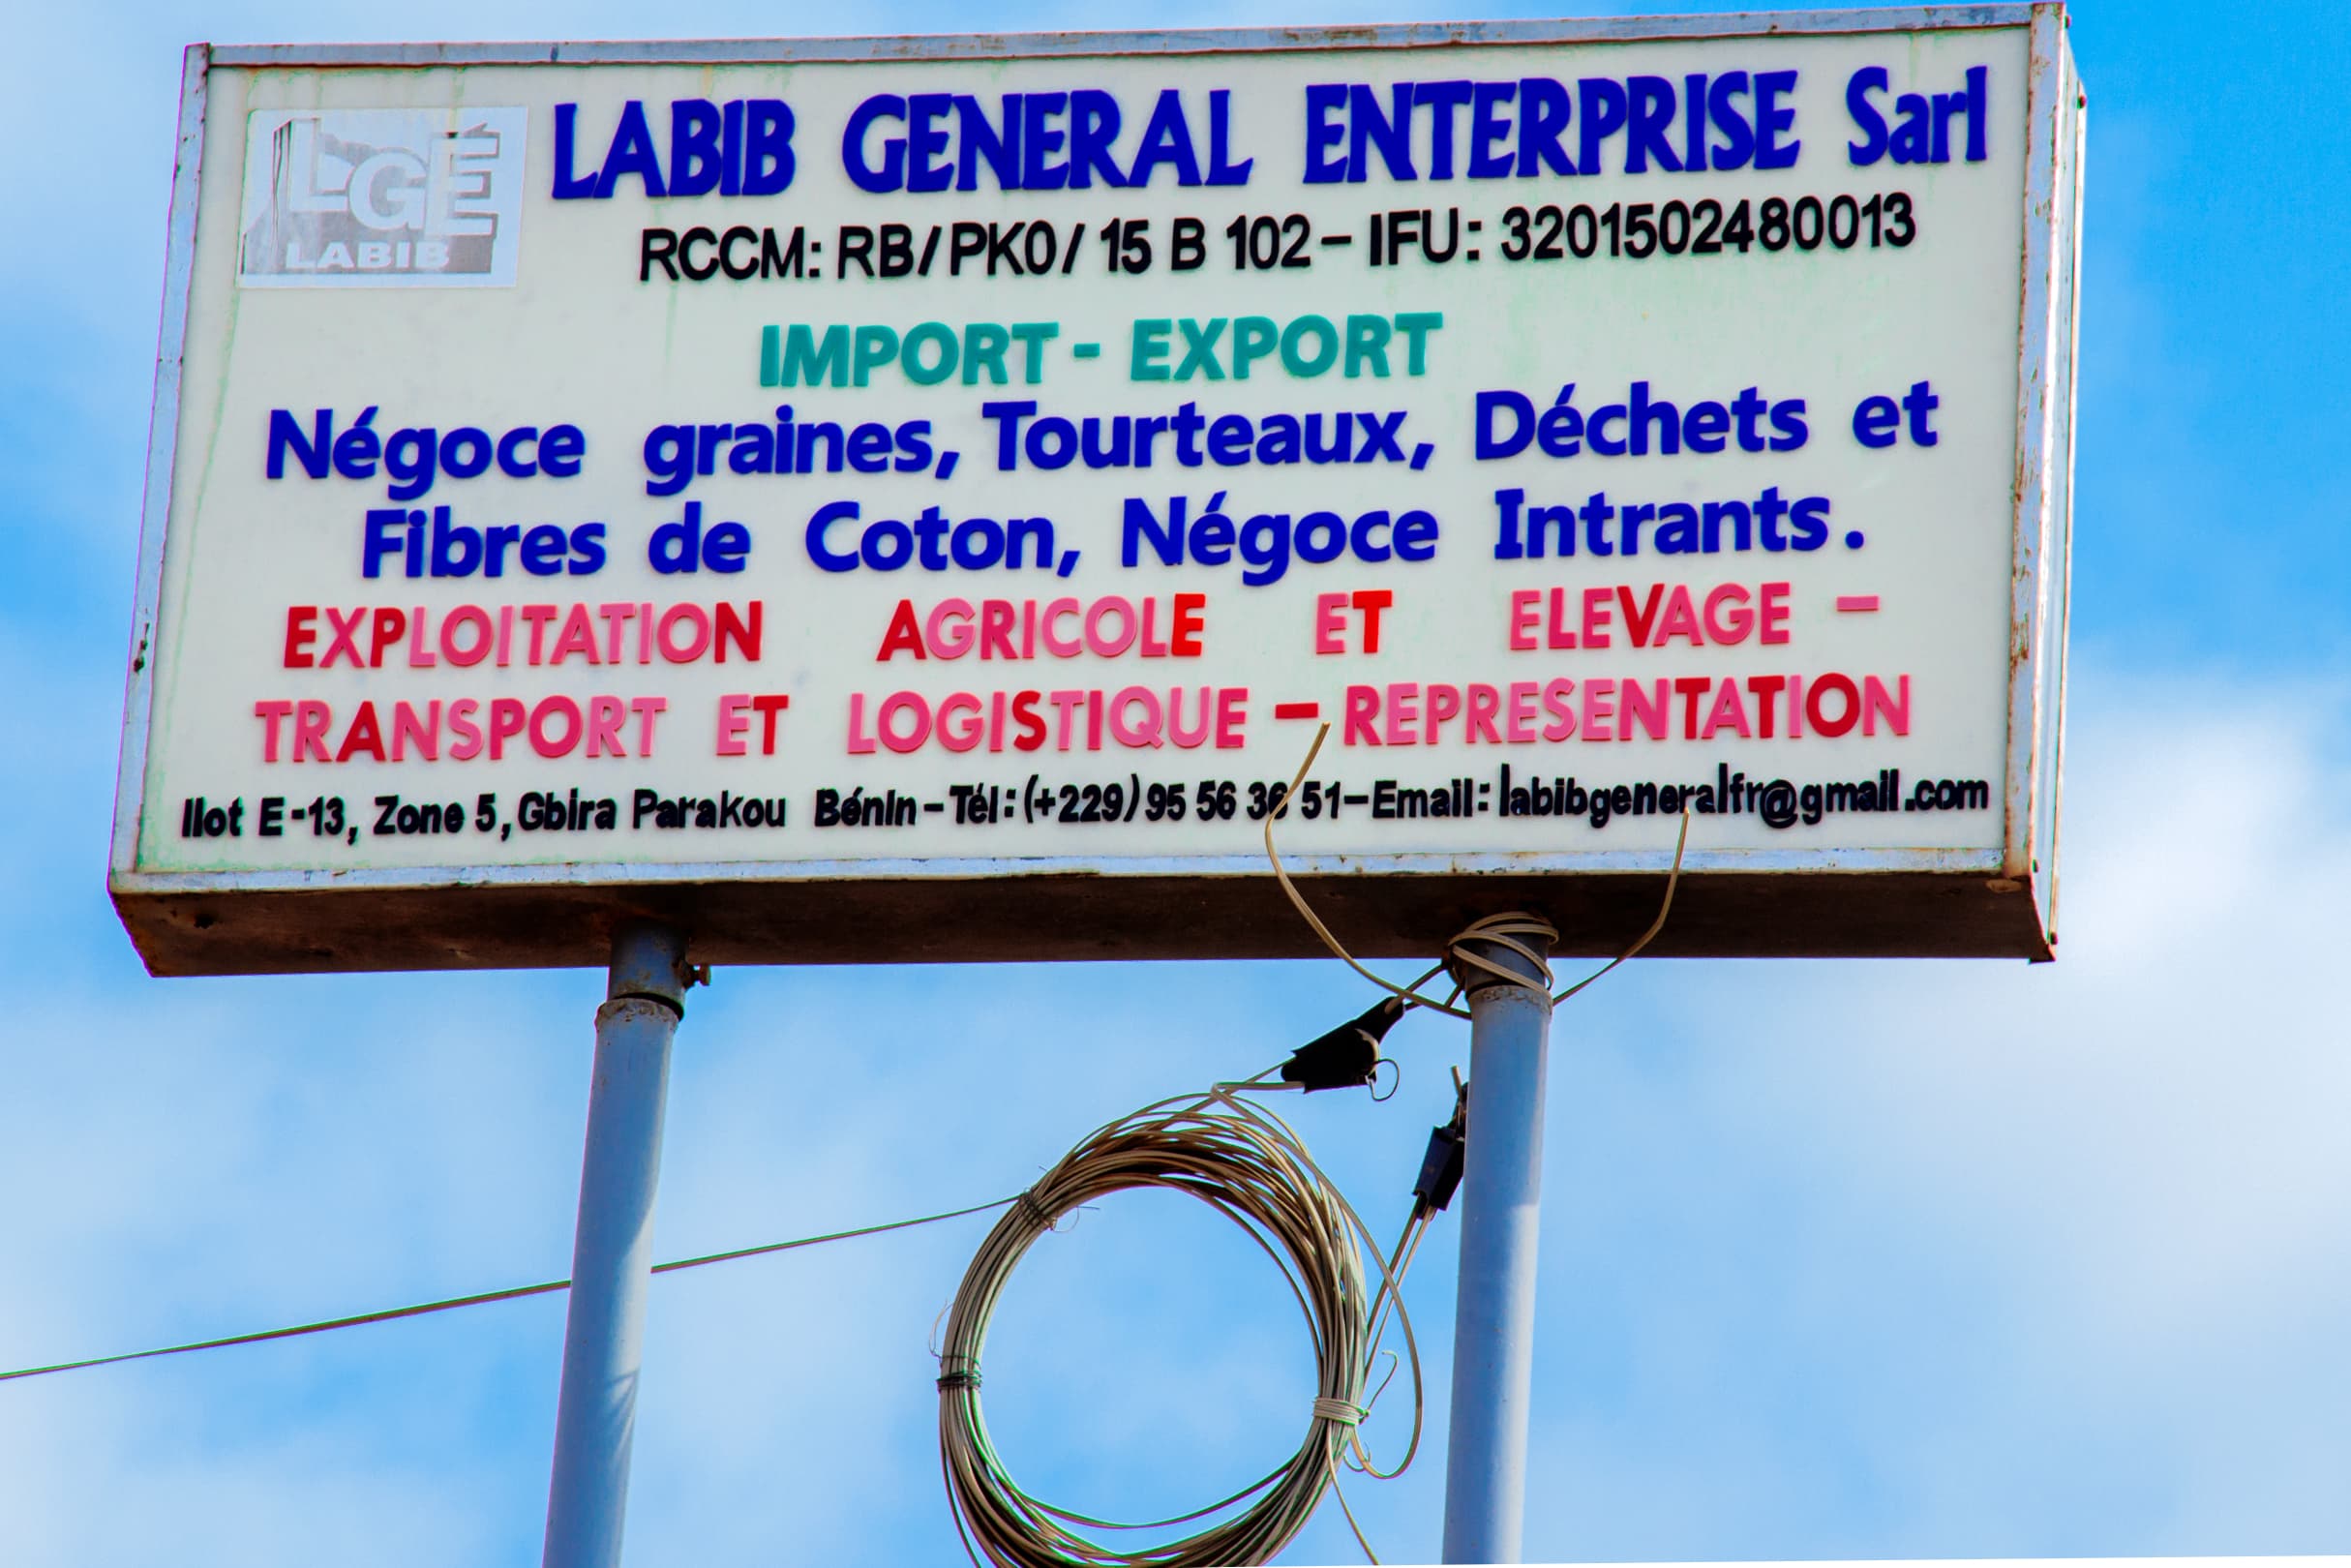 LGE
LABIB
LABIB GENERAL ENTERPRISE Sarl
RCCM: RB/PKO/ 15 B 102 - IFU: 3201502480013
IMPORT - EXPORT
Négoce graines, Tourteaux, Déchets et
Fibres de Coton, Négoce Intrants.
EXPLOITATION AGRICOLE ET ELEVAGE -
TRANSPORT ET LOGISTIQUE - REPRESENTATION
Ilot E-13, Zone 5, Gbira Parakou Bénin - Tél: (+229) 95 56 36 51 - Email: labibgeneralfr@gmail.com